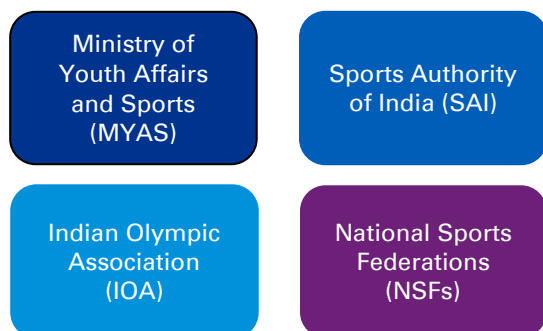 Ministry of
Youth Affairs
and Sports
(MYAS)
Sports Authority
of India (SAI)
Indian Olympic
Association
(IOA)
National Sports
Federations
(NSFs)